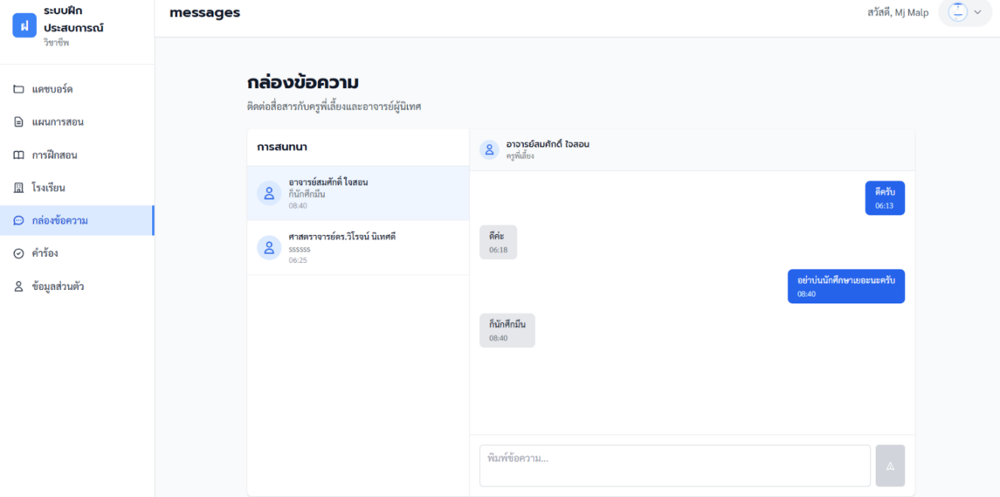 ฝ
ระบบฝึก
ประสบการณ์
วิชาชีพ
messages
สวัสดี, Mj Malp
แดชบอร์ด
แผนการสอน
การฝึกสอน
โรงเรียน
กล่องข้อความ
คำร้อง
ข้อมูลส่วนตัว
กล่องข้อความ
ติดต่อสื่อสารกับครูพี่เลี้ยงและอาจารย์ผู้นิเทศ
การสนทนา
อาจารย์สมศักดิ์ ใจสอน
ก็นักศึกมึน
08:40
ศาสตราจารย์ดร.วิโรจน์ นิเทศดี
ssssss
06:25
อาจารย์สมศักดิ์ ใจสอน
ครูพี่เลี้ยง
ดีครับ
06:13
ดีค่ะ
06:18
อย่าบ่นนักศึกษาเยอะนะครับ
08:40
ก็นักศึกมึน
08:40
พิมพ์ข้อความ...